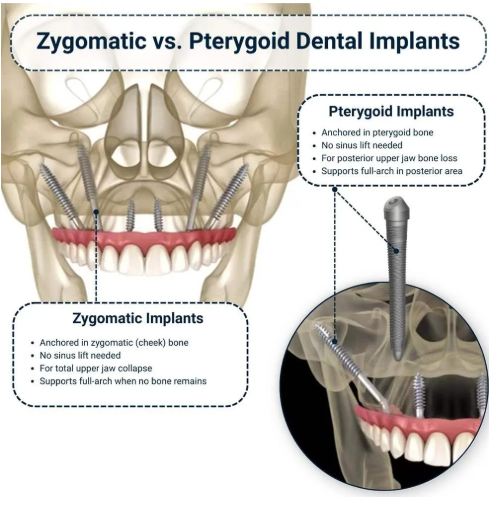 Zygomatic vs. Pterygoid Dental Implants
Pterygoid Implants
• Anchored in pterygoid bone
• No sinus lift needed
• For posterior upper jaw bone loss
• Supports full-arch in posterior area
Zygomatic Implants
• Anchored in zygomatic (cheek) bone
• No sinus lift needed
• For total upper jaw collapse
• Supports full-arch when no bone remains